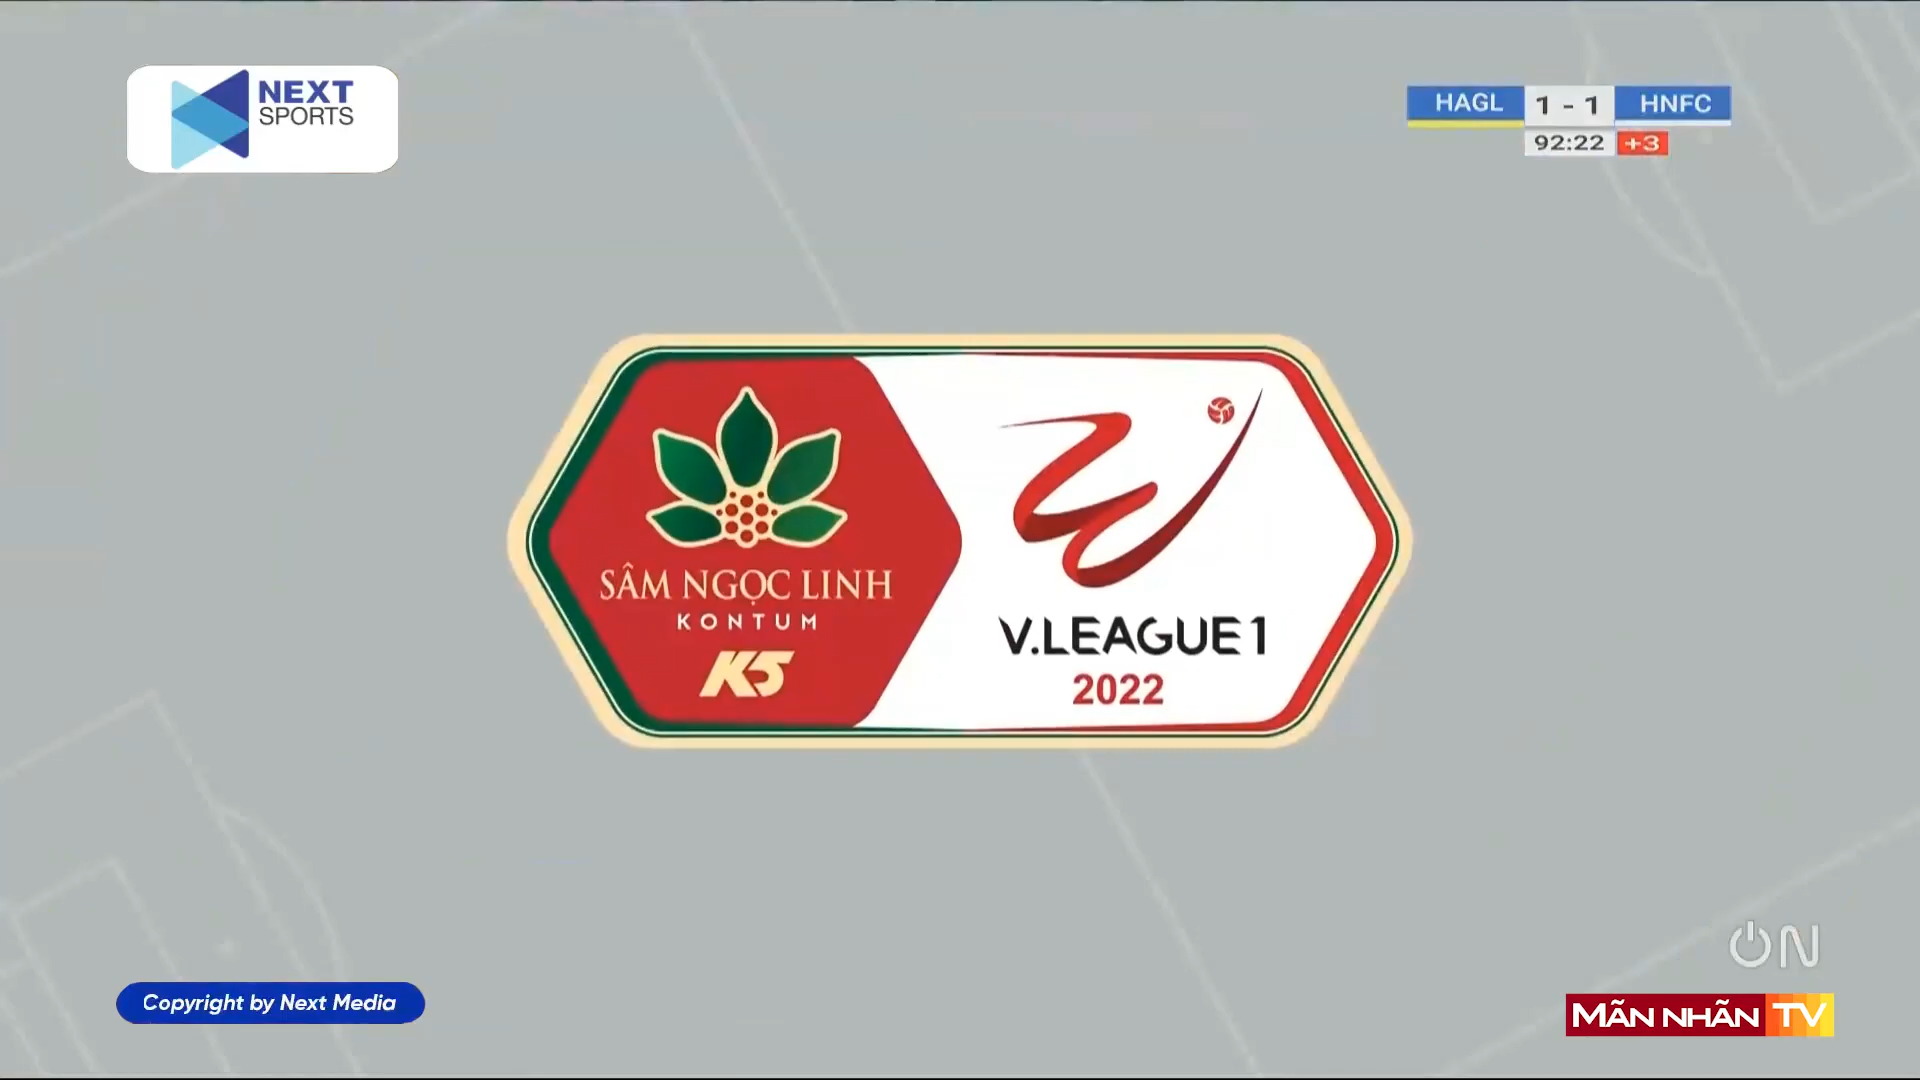 NEXT
SPORTS
HAGL 1 - 1 HNFC
92:22 +3
SÂM NGỌC LINH
KONTUM
K5
V.LEAGUE 1
2022
ON
Copyright by Next Media
MÃN NHÃN TV